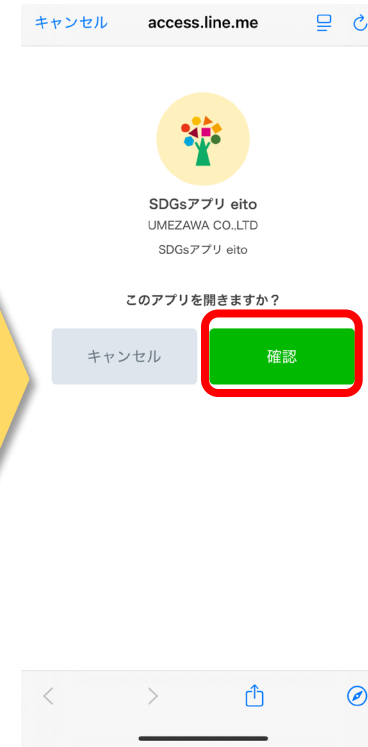 キャンセル access.line.me
SDGsアプリ eito
UMEZAWA CO.,LTD
SDGsアプリ eito
このアプリを開きますか？
キャンセル 確認